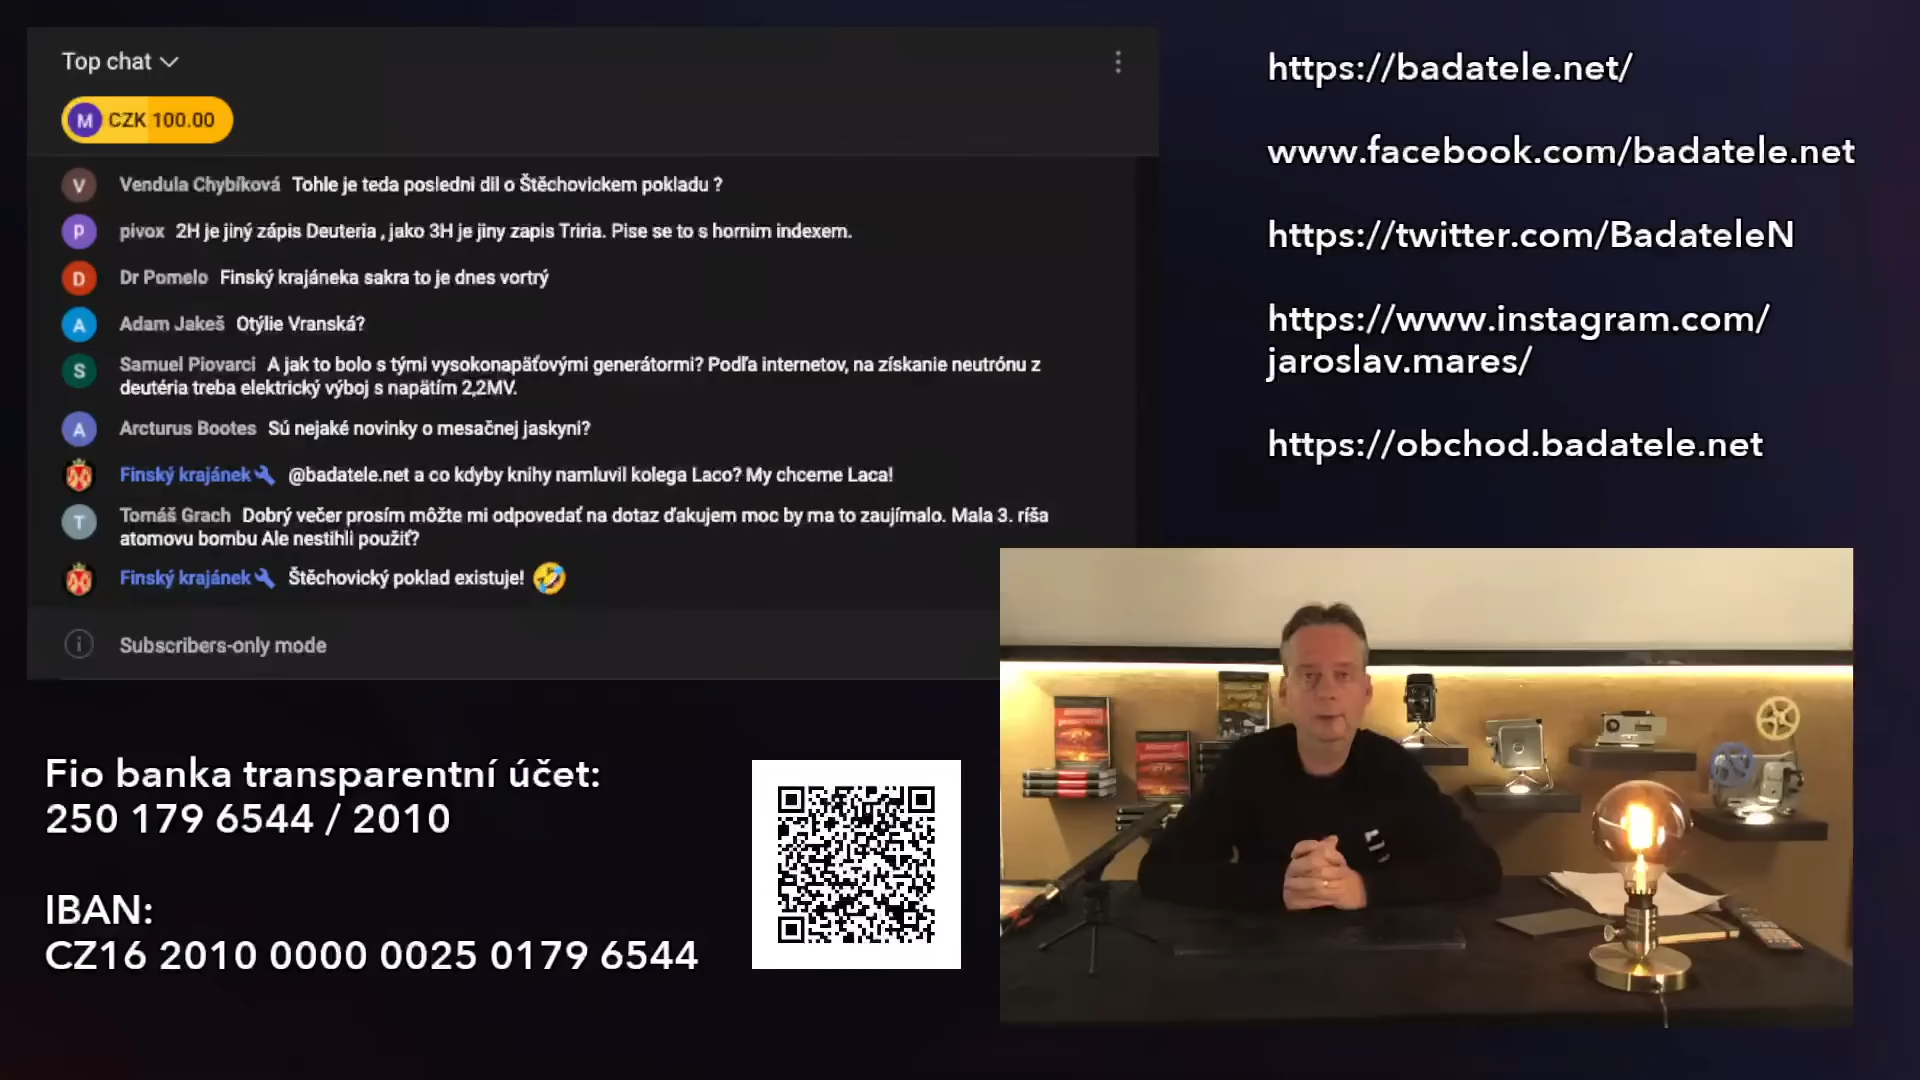 Top chat
M CZK 100.00
V Vendula Chybíková Tohle je teda posledni dil o Štěchovickem pokladu ?
P pivox 2H je jiný zápis Deuteria , jako 3H je jiny zapis Triria. Pise se to s hornim indexem.
D Dr Pomelo Finský krajáneka sakra to je dnes vortrý
A Adam Jakeš Otýlie Vranská?
S Samuel Piovarci A jak to bolo s tými vysokonapäťovými generátormi? Podľa internetov, na získanie neutrónu z
deutéria treba elektrický výboj s napätím 2,2MV.
A Arcturus Bootes Sú nejaké novinky o mesačnej jaskyni?
Finský krajánek @badatele.net a co kdyby knihy namluvil kolega Laco? My chceme Laca!
T Tomáš Grach Dobrý večer prosím môžte mi odpovedať na dotaz ďakujem moc by ma to zaujímalo. Mala 3. ríša
atomovu bombu Ale nestihli použiť?
Finský krajánek Štěchovický poklad existuje! 🤣
Subscribers-only mode
https://badatele.net/
www.facebook.com/badatele.net
https://twitter.com/BadateleN
https://www.instagram.com/
jaroslav.mares/
https://obchod.badatele.net
Fio banka transparentní účet:
250 179 6544 / 2010
IBAN:
CZ16 2010 0000 0025 0179 6544